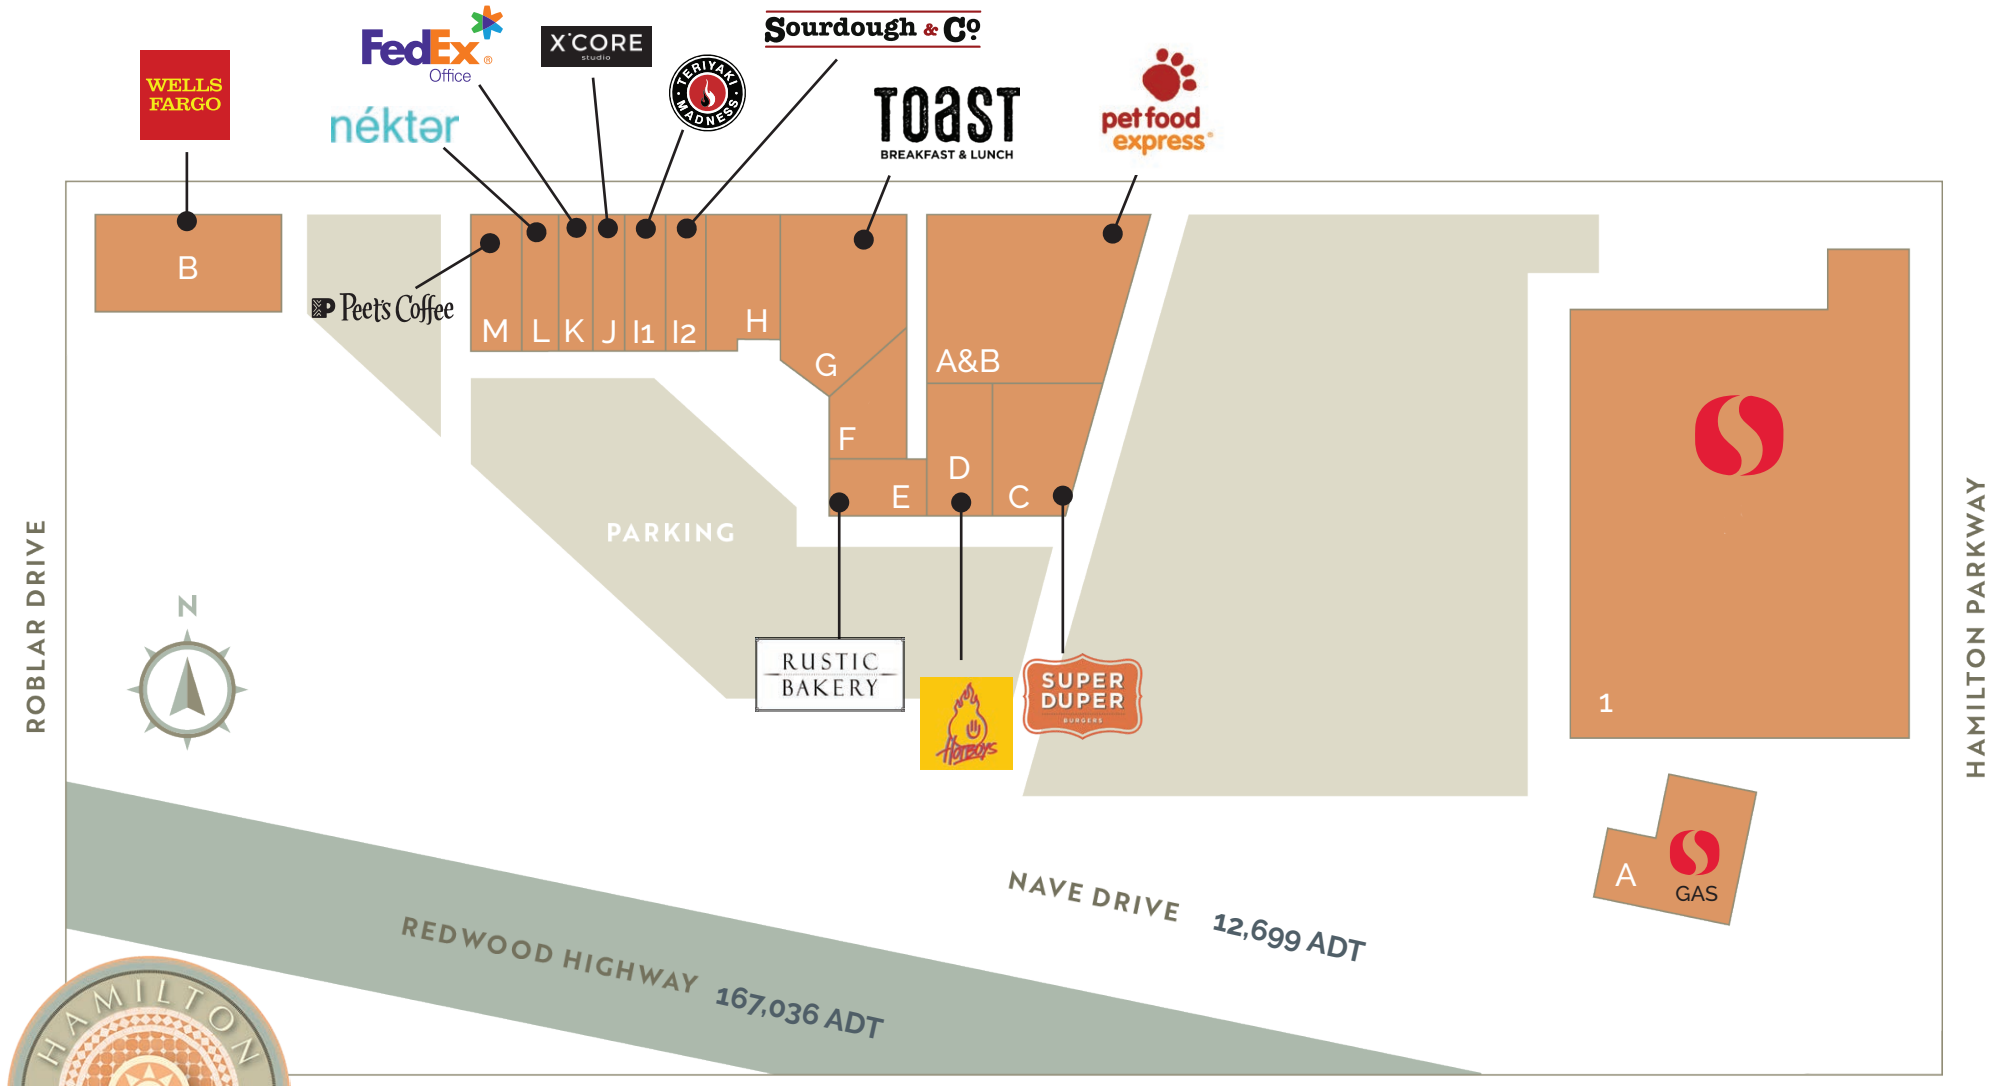 WELLS
FARGO
FedEx®
Office
néktər
X·CORE
studio
TERIYAKI
MADNESS
Sourdough & Co
TOaST
BREAKFAST & LUNCH
pet food
express
B
Peet's Coffee
M
L
K
J
I1
I2
H
G
F
E
A&B
D
C
1
PARKING
ROBLAR DRIVE
HAMILTON PARKWAY
N
RUSTIC
BAKERY
HOTBOYS
SUPER
DUPER
BURGERS
A
GAS
NAVE DRIVE 12,699 ADT
REDWOOD HIGHWAY 167,036 ADT
HAMILTON